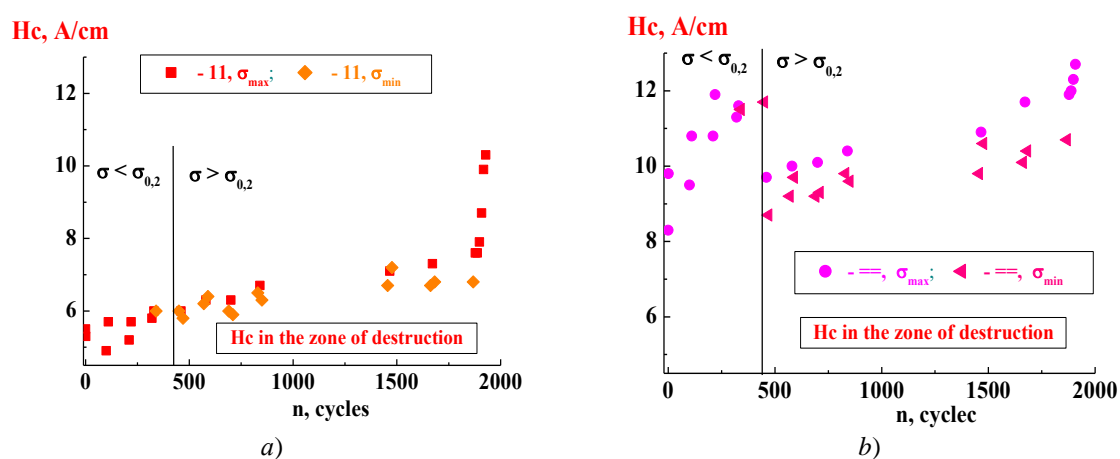 Hc, A/cm
- 11, σmax; - 11, σmin
σ < σ0,2 σ > σ0,2
12
10
8
6
4
Hc in the zone of destruction
0 500 1000 1500 2000
n, cycles
a)
Hc, A/cm
σ < σ0,2 σ > σ0,2
12
10
8
6
- ==, σmax; - ==, σmin
Hc in the zone of destruction
0 500 1000 1500 2000
n, cyclec
b)